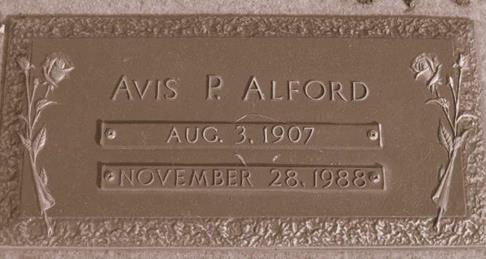 AVIS P. ALFORD
AUG. 3, 1907
NOVEMBER 28, 1988